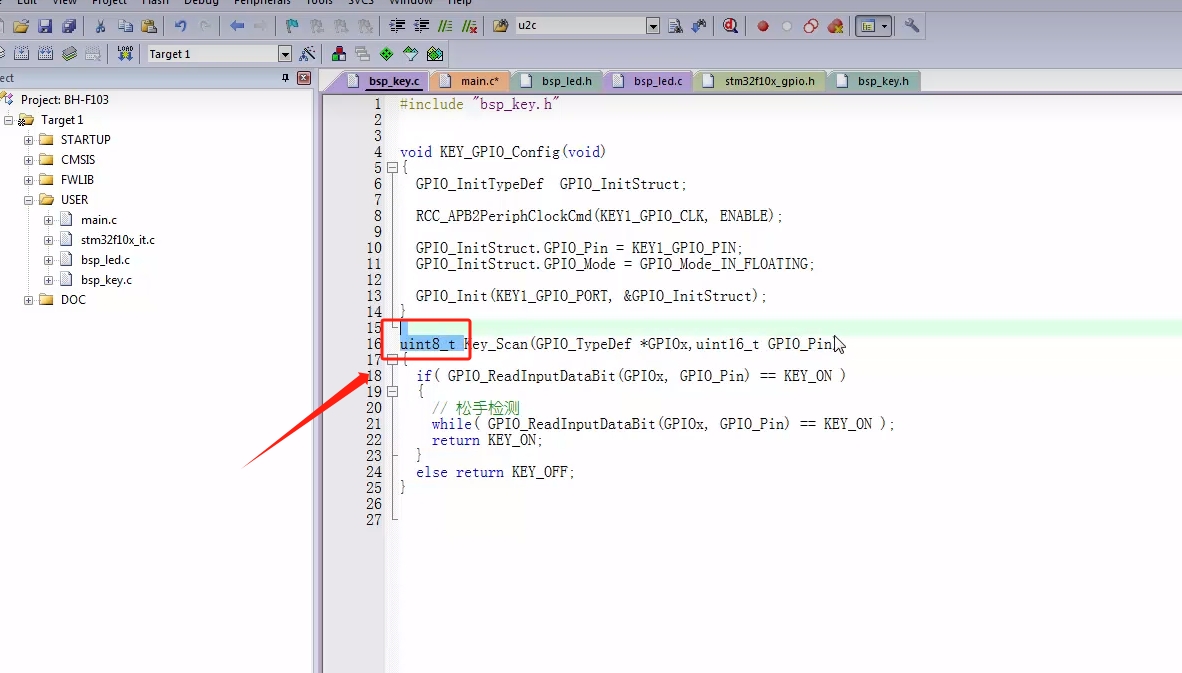 Edit View Project Flash Debug Peripherals Tools SVCS Window Help
u2c
LOAD Target 1
ect
bsp_key.c main.c* bsp_led.h bsp_led.c stm32f10x_gpio.h bsp_key.h
Project: BH-F103
Target 1
STARTUP
CMSIS
FWLIB
USER
main.c
stm32f10x_it.c
bsp_led.c
bsp_key.c
DOC
1 #include "bsp_key.h"
2
3
4 void KEY_GPIO_Config(void)
5 {
6 GPIO_InitTypeDef GPIO_InitStruct;
7
8 RCC_APB2PeriphClockCmd(KEY1_GPIO_CLK, ENABLE);
9
10 GPIO_InitStruct.GPIO_Pin = KEY1_GPIO_PIN;
11 GPIO_InitStruct.GPIO_Mode = GPIO_Mode_IN_FLOATING;
12
13 GPIO_Init(KEY1_GPIO_PORT, &GPIO_InitStruct);
14 }
15
16 uint8_t Key_Scan(GPIO_TypeDef *GPIOx,uint16_t GPIO_Pin)
17 {
18 if( GPIO_ReadInputDataBit(GPIOx, GPIO_Pin) == KEY_ON )
19 {
20 // 松手检测
21 while( GPIO_ReadInputDataBit(GPIOx, GPIO_Pin) == KEY_ON );
22 return KEY_ON;
23 }
24 else return KEY_OFF;
25 }
26
27